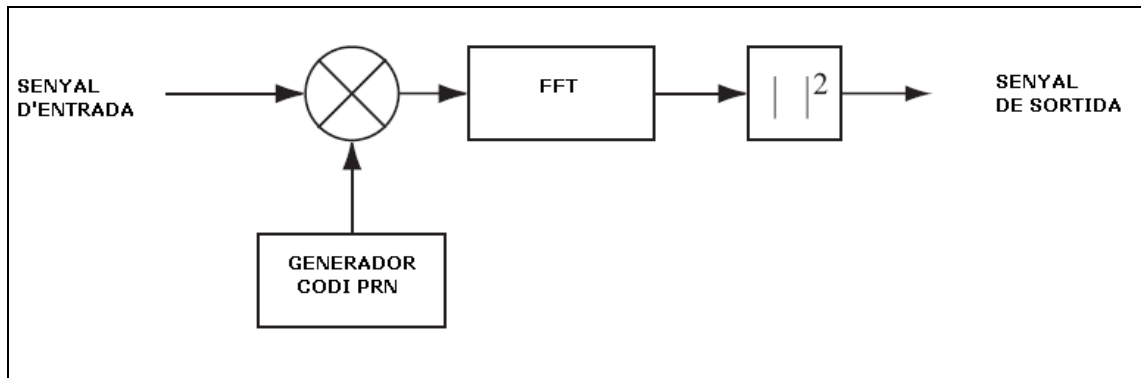 SENYAL
D'ENTRADA
FFT
| |²
SENYAL
DE SORTIDA
GENERADOR
CODI PRN